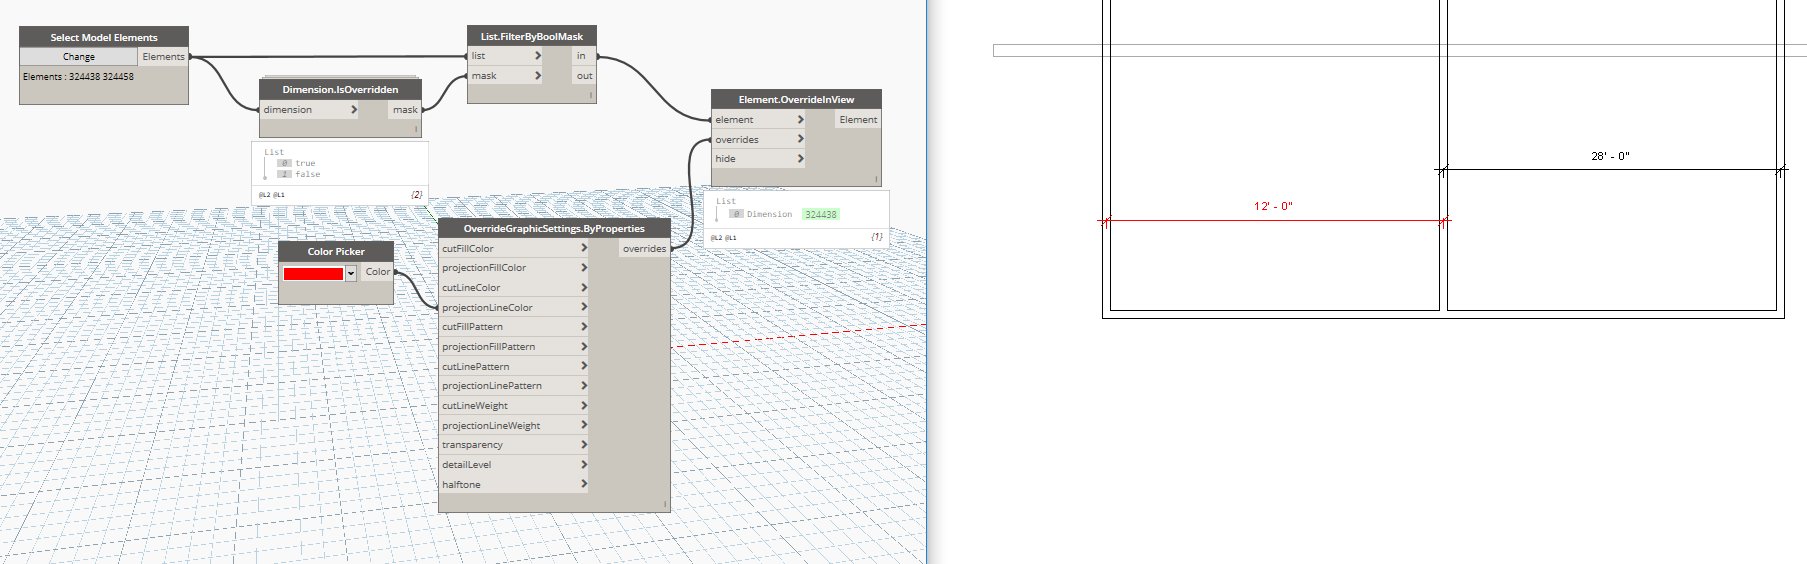 Select Model Elements
Change
Elements
Elements : 324438 324458
Dimension.IsOverridden
dimension
mask
List
0 true
1 false
@L2 @L1
{2}
List.FilterByBoolMask
list
in
mask
out
Element.OverrideInView
element
Element
overrides
hide
List
0 Dimension 324438
@L2 @L1
{1}
Color Picker
Color
OverrideGraphicSettings.ByProperties
cutFillColor
overrides
projectionFillColor
cutLineColor
projectionLineColor
cutFillPattern
projectionFillPattern
cutLinePattern
projectionLinePattern
cutLineWeight
projectionLineWeight
transparency
detailLevel
halftone
28' - 0"
12' - 0"